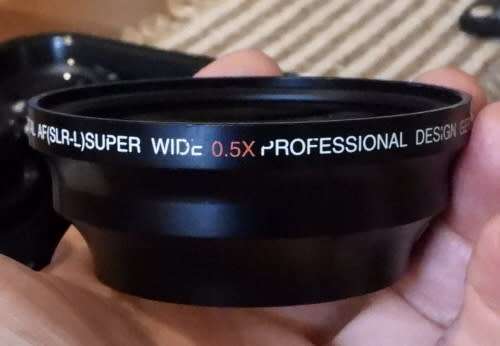 AF(SLR-L)SUPER WIDE 0.5X PROFESSIONAL DESIGN